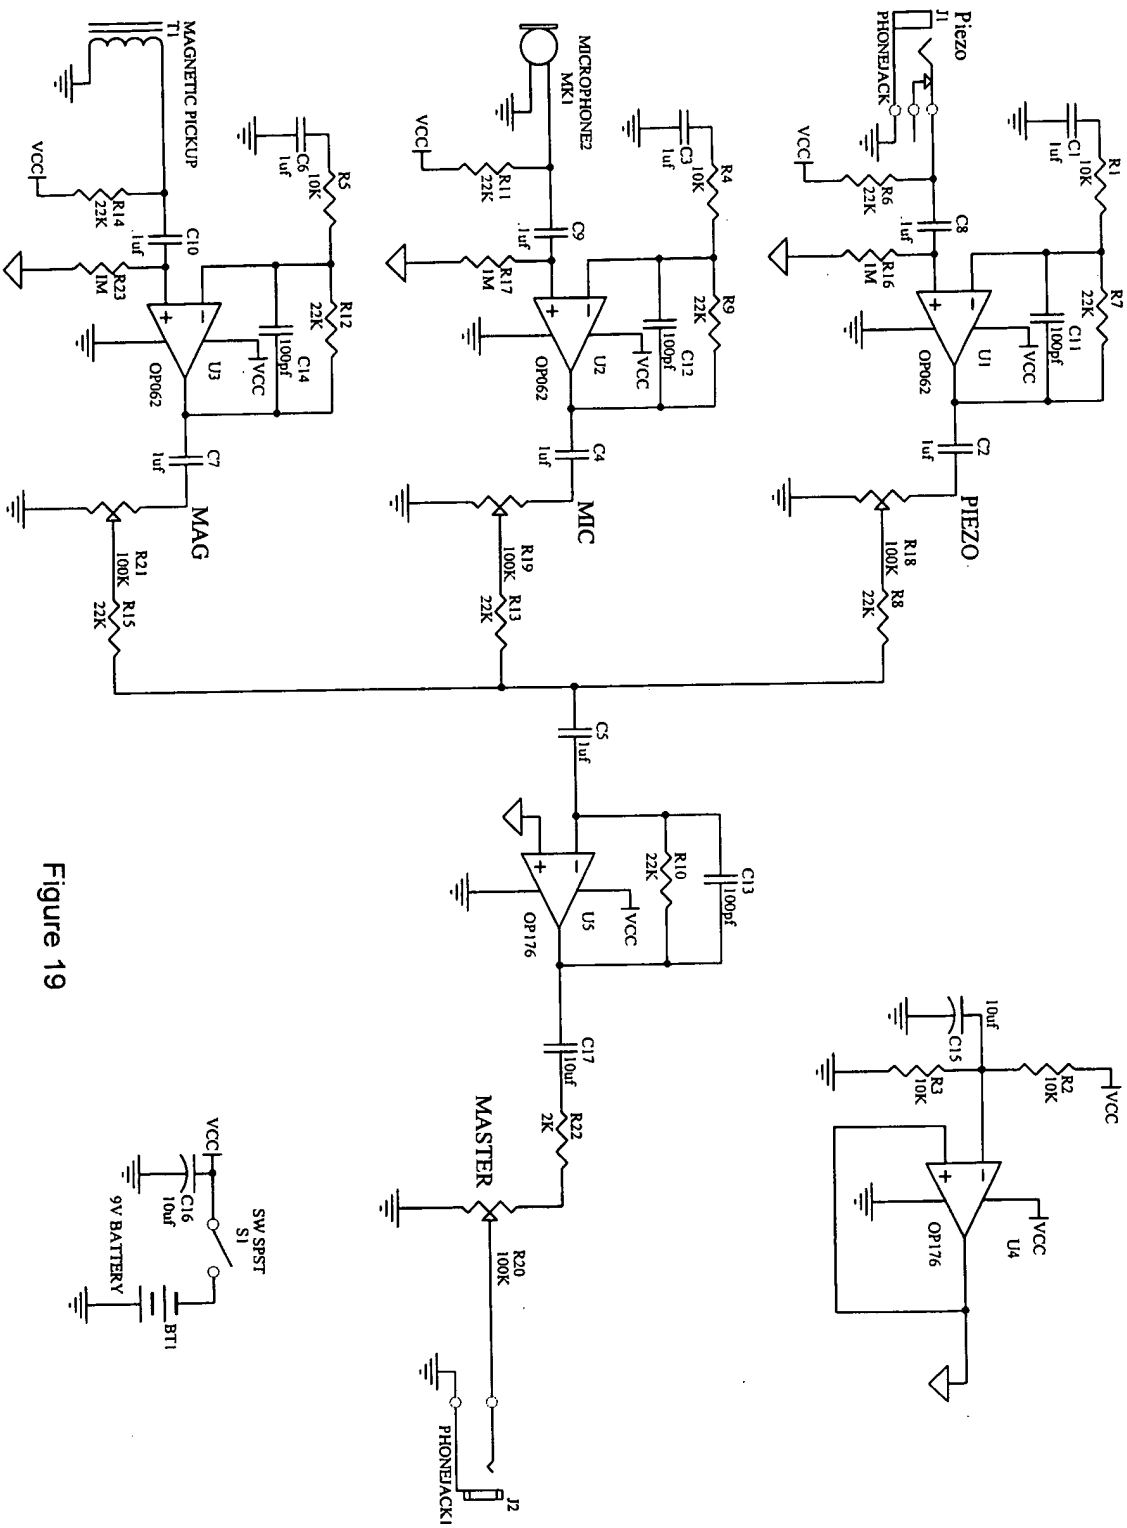 Piezo
J1
PHONEJACK
R1
10K
C1
1uf
R6
22K
VCC
C8
.1uf
R16
1M
R7
22K
C11
100pf
VCC
U1
OP062
+
-
C2
1uf
PIEZO
R18
100K
R8
22K
MICROPHONE2
MK1
R4
10K
C3
1uf
R11
22K
VCC
C9
.1uf
R17
1M
R9
22K
C12
100pf
VCC
U2
OP062
+
-
C4
1uf
MIC
R19
100K
R13
22K
MAGNETIC PICKUP
T1
R5
10K
C6
1uf
R14
22K
VCC
C10
.1uf
R23
1M
R12
22K
C14
100pf
VCC
U3
OP062
+
-
C7
1uf
MAG
R21
100K
R15
22K
C5
1uf
C13
100pf
R10
22K
VCC
U5
OP176
+
-
C17
10uf
R22
2K
MASTER
R20
100K
J2
PHONEJACK1
VCC
R2
10K
10uf
C15
R3
10K
VCC
U4
OP176
+
-
VCC
C16
10uf
SW SPST
S1
9V BATTERY
BT1
Figure 19